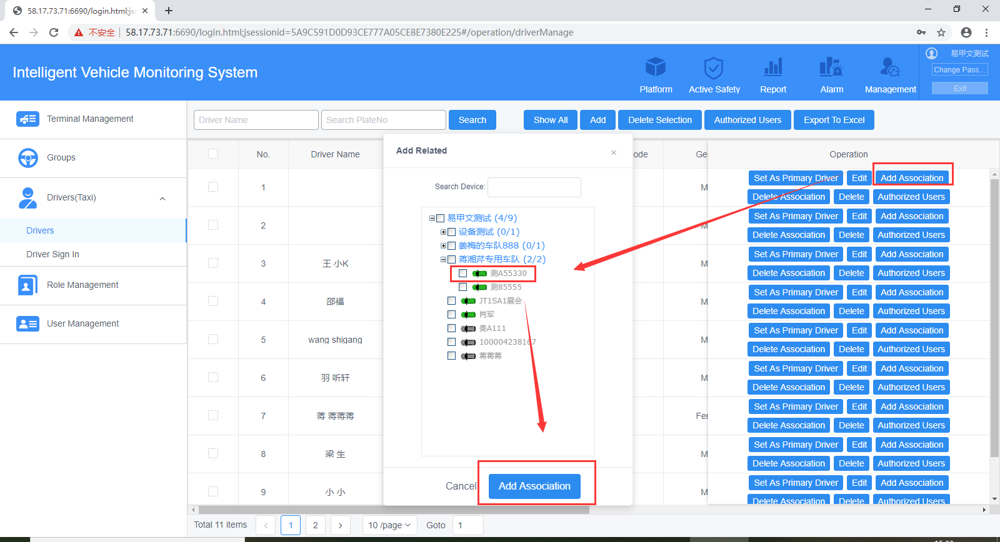 58.17.73.71:6690/login.html;jse
不安全
58.17.73.71:6690/login.html;jsessionid=5A9C591D0D93CE777A05CE8E7380E225#/operation/driverManage
Intelligent Vehicle Monitoring System
Platform
Active Safety
Report
Alarm
Management
易甲文测试
Change Pass...
Exit
Terminal Management
Groups
Drivers(Taxi)
Drivers
Driver Sign In
Role Management
User Management
Driver Name
Search PlateNo
Search
Show All
Add
Delete Selection
Authorized Users
Export To Excel
No.
Driver Name
ode
Ge
Operation
1
M
Set As Primary Driver Edit Add Association
Delete Association Delete Authorized Users
2
M
Set As Primary Driver Edit Add Association
Delete Association Delete Authorized Users
3
王 小K
M
Set As Primary Driver Edit Add Association
Delete Association Delete Authorized Users
4
邵福
M
Set As Primary Driver Edit Add Association
Delete Association Delete Authorized Users
5
wang shigang
M
Set As Primary Driver Edit Add Association
Delete Association Delete Authorized Users
6
羽 听轩
M
Set As Primary Driver Edit Add Association
Delete Association Delete Authorized Users
7
蒋 蒋蒋蒋
Fer
Set As Primary Driver Edit Add Association
Delete Association Delete Authorized Users
8
梁 生
M
Set As Primary Driver Edit Add Association
Delete Association Delete Authorized Users
9
小 小
M
Set As Primary Driver Edit Add Association
Delete Association Delete Authorized Users
Add Related
Search Device:
易甲文测试 (4/9)
设备测试 (0/1)
姜梅的车队888 (0/1)
蒋湘芹专用车队 (2/2)
测A55330
测85555
JT1SA1展会
肖军
奥A111
100004238167
蒋蒋蒋
Cancel
Add Association
Total 11 items
1
2
10 /page
Goto
1